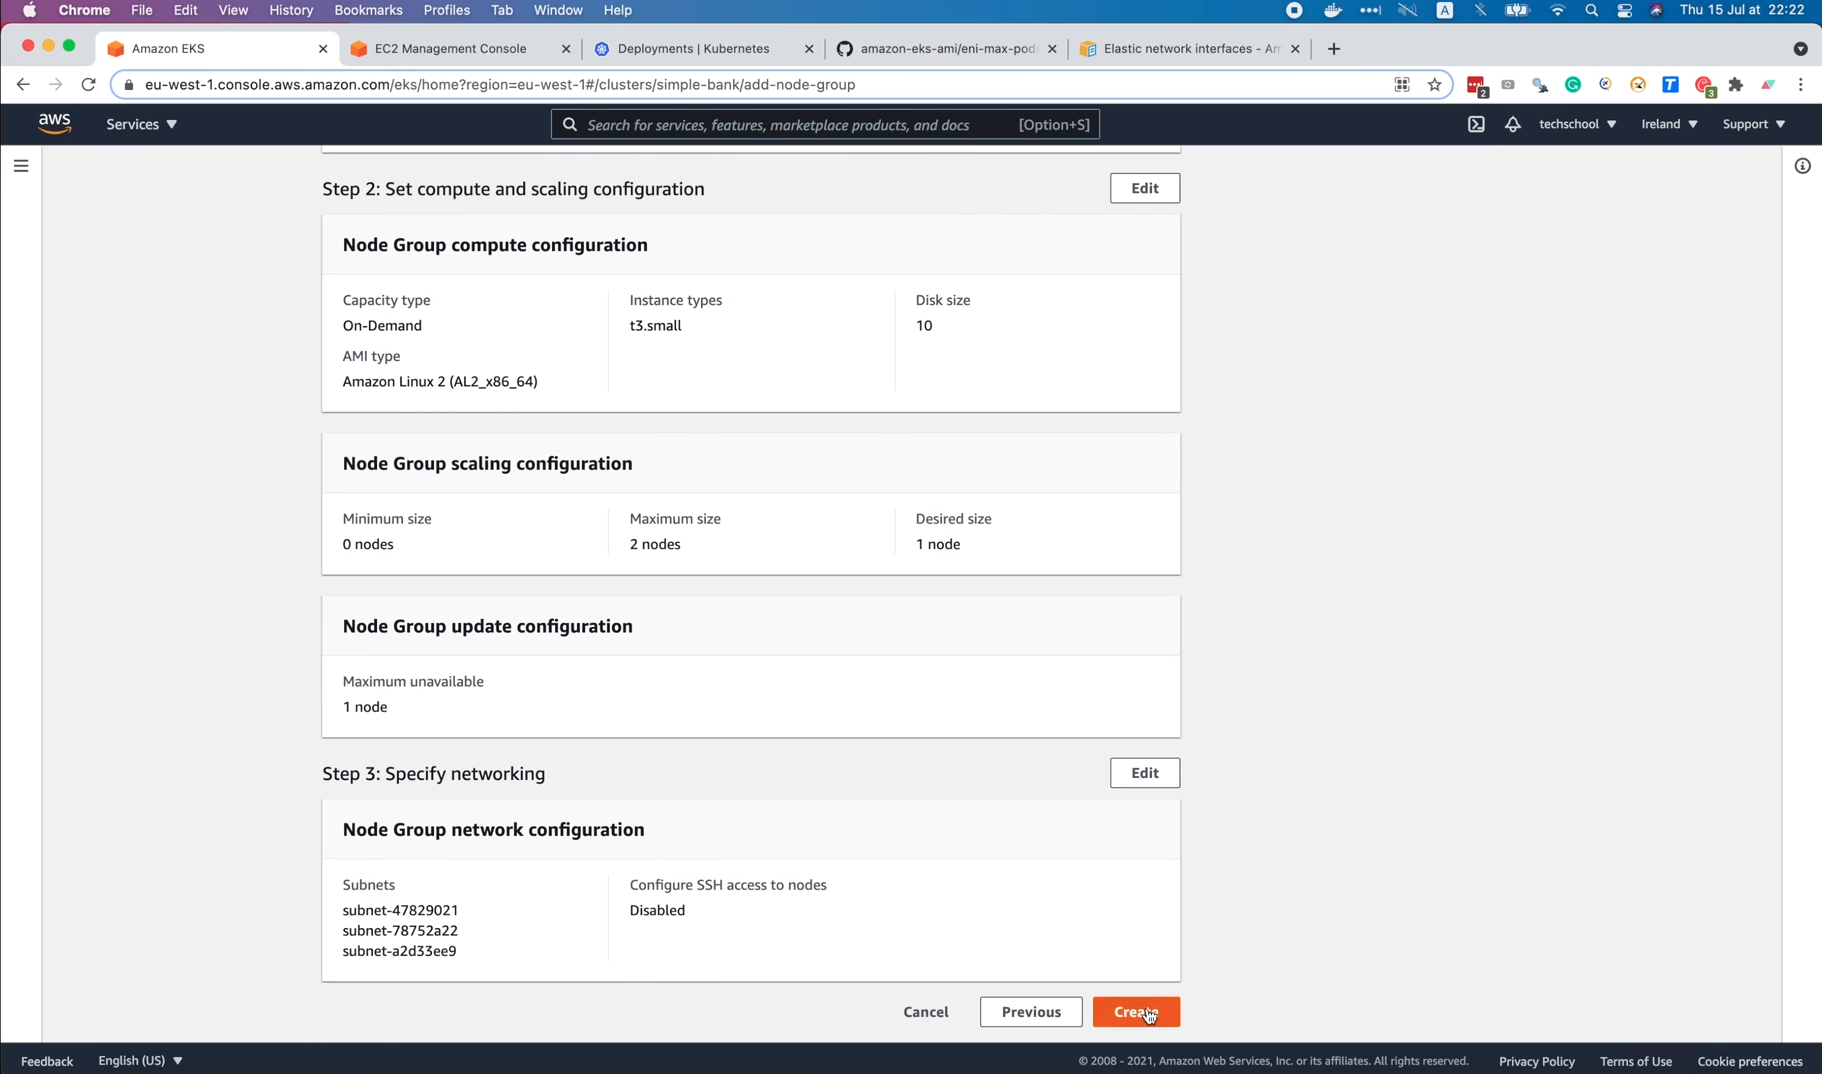 Chrome File Edit View History Bookmarks Profiles Tab Window Help A Thu 15 Jul at 22:22
Amazon EKS EC2 Management Console Deployments | Kubernetes amazon-eks-ami/eni-max-pod Elastic network interfaces - Am
eu-west-1.console.aws.amazon.com/eks/home?region=eu-west-1#/clusters/simple-bank/add-node-group 2 T 3
aws Services Search for services, features, marketplace products, and docs [Option+S] techschool Ireland Support
Step 2: Set compute and scaling configuration Edit
Node Group compute configuration
Capacity type Instance types Disk size
On-Demand t3.small 10
AMI type
Amazon Linux 2 (AL2_x86_64)
Node Group scaling configuration
Minimum size Maximum size Desired size
0 nodes 2 nodes 1 node
Node Group update configuration
Maximum unavailable
1 node
Step 3: Specify networking Edit
Node Group network configuration
Subnets Configure SSH access to nodes
subnet-47829021 Disabled
subnet-78752a22
subnet-a2d33ee9
Cancel Previous Create
Feedback English (US) © 2008 - 2021, Amazon Web Services, Inc. or its affiliates. All rights reserved. Privacy Policy Terms of Use Cookie preferences